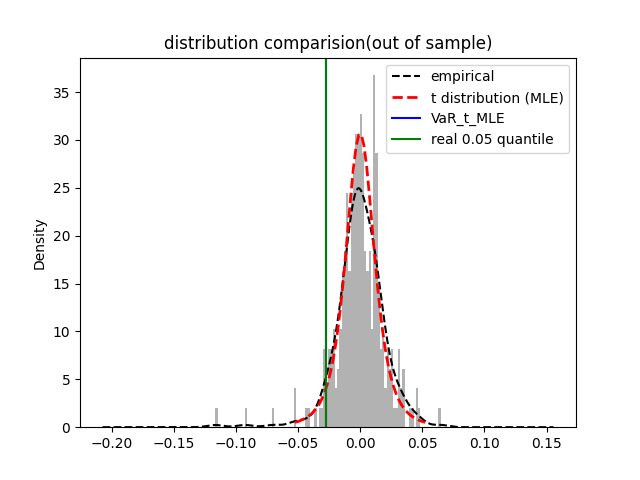 distribution comparision(out of sample)
empirical
t distribution (MLE)
VaR_t_MLE
real 0.05 quantile
Density
35
30
25
20
15
10
5
0
−0.20 −0.15 −0.10 −0.05 0.00 0.05 0.10 0.15